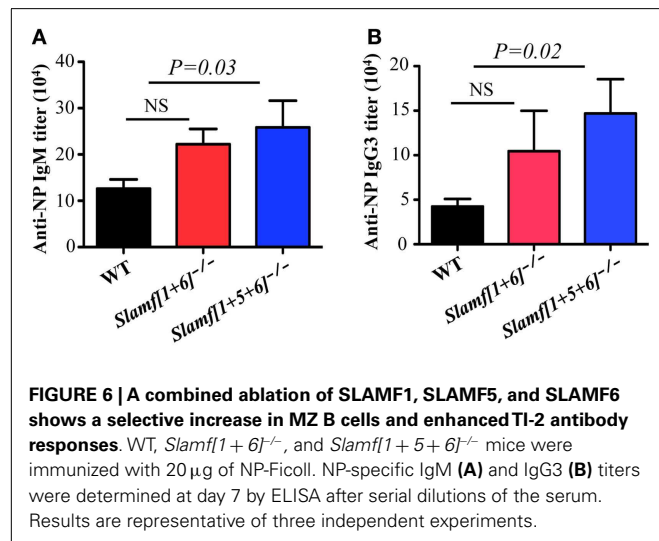 A
P=0.03
NS
Anti-NP IgM titer (10⁴)
40
30
20
10
0
WT
Slamf[1+6]⁻/⁻
Slamf[1+5+6]⁻/⁻
B
P=0.02
NS
Anti-NP IgG3 titer (10⁴)
20
15
10
5
0
WT
Slamf[1+6]⁻/⁻
Slamf[1+5+6]⁻/⁻
FIGURE 6 | A combined ablation of SLAMF1, SLAMF5, and SLAMF6
shows a selective increase in MZ B cells and enhanced TI-2 antibody
responses. WT, Slamf[1 + 6]⁻/⁻, and Slamf[1 + 5 + 6]⁻/⁻ mice were
immunized with 20 μg of NP-Ficoll. NP-specific IgM (A) and IgG3 (B) titers
were determined at day 7 by ELISA after serial dilutions of the serum.
Results are representative of three independent experiments.